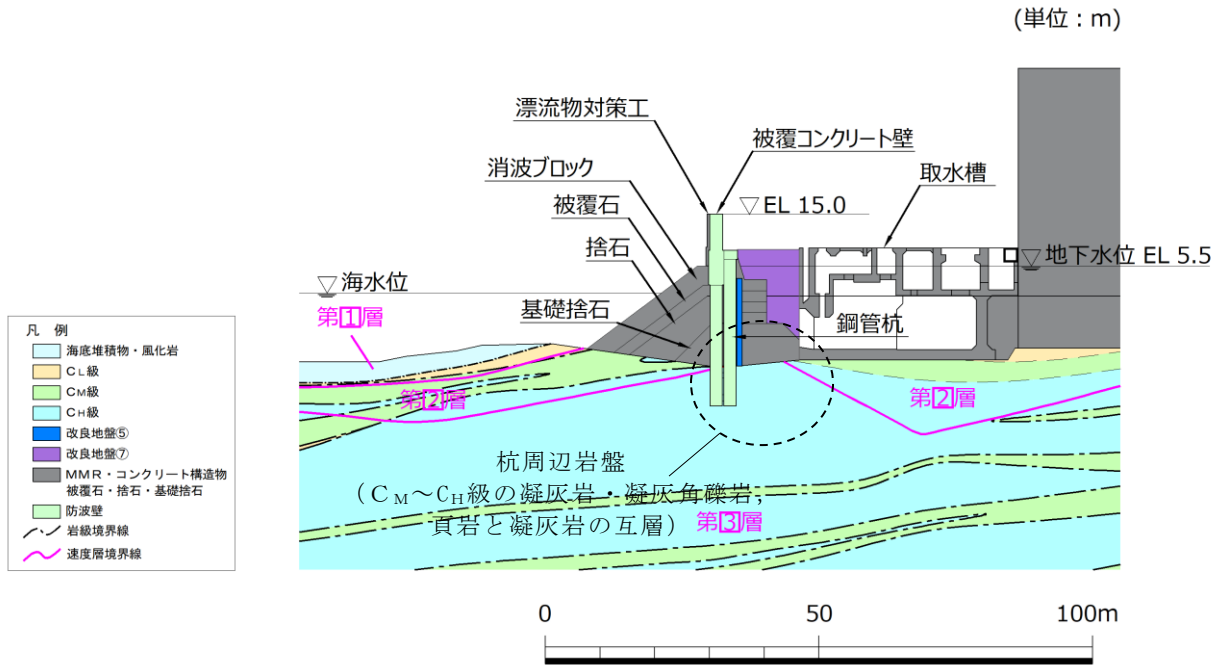 (単位：m)
漂流物対策工
被覆コンクリート壁
消波ブロック
取水槽
被覆石
▽EL 15.0
捨石
地下水位 EL 5.5
海水位
第1層
基礎捨石
鋼管杭
凡 例
海底堆積物・風化岩
CL級
CM級
CH級
改良地盤⑤
改良地盤⑦
MMR・コンクリート構造物
被覆石・捨石・基礎捨石
防波壁
岩級境界線
速度層境界線
第2層
第2層
杭周辺岩盤
（CM～CH級の凝灰岩・凝灰角礫岩，
頁岩と凝灰岩の互層）
第3層
0
50
100m